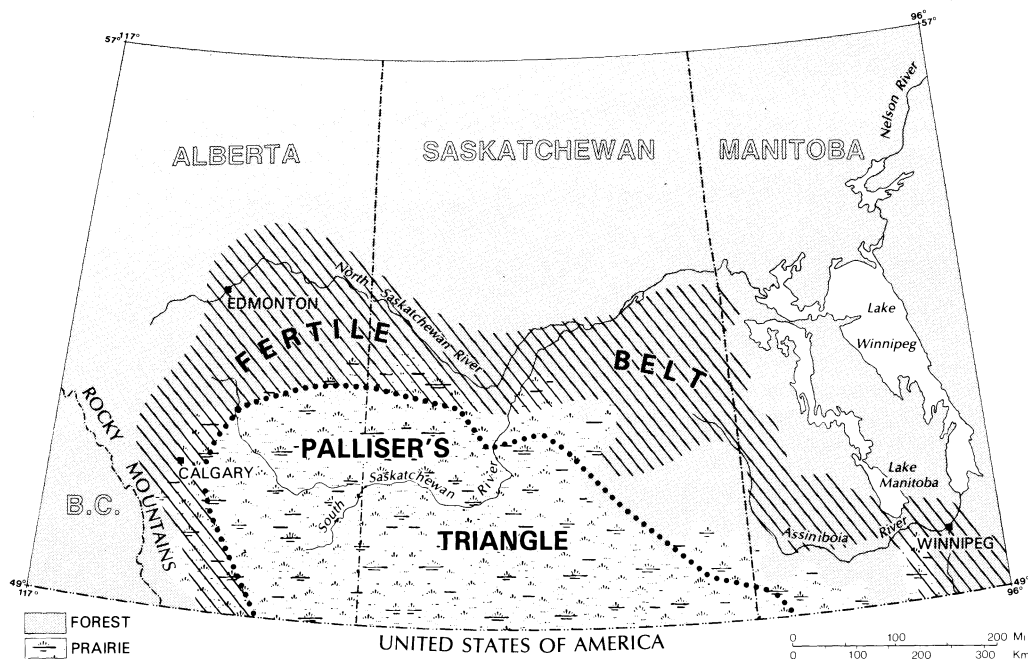 57° 117°
96°
57°
Nelson River
ALBERTA
SASKATCHEWAN
MANITOBA
North Saskatchewan River
EDMONTON
FERTILE
BELT
Lake
Winnipeg
ROCKY MOUNTAINS
PALLISER'S
CALGARY
South Saskatchewan River
Lake
Manitoba
B.C.
TRIANGLE
Assiniboia River
WINNIPEG
49°
117°
49°
96°
FOREST
PRAIRIE
UNITED STATES OF AMERICA
0 100 200 Mi
0 100 200 300 Km